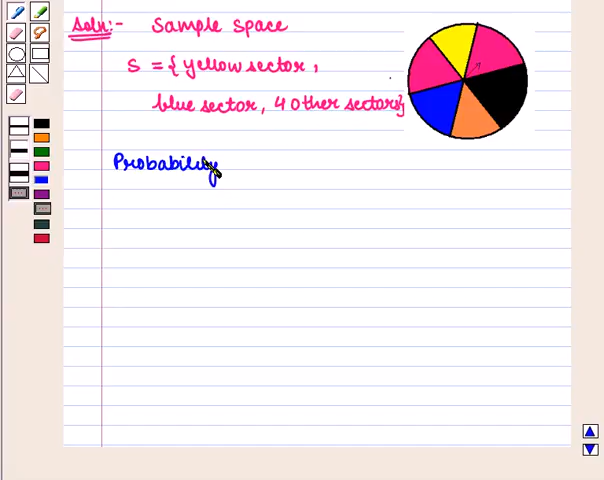 Soln:- Sample Space
S = { yellow sector ,
blue sector, 4 other sectors}
Probability